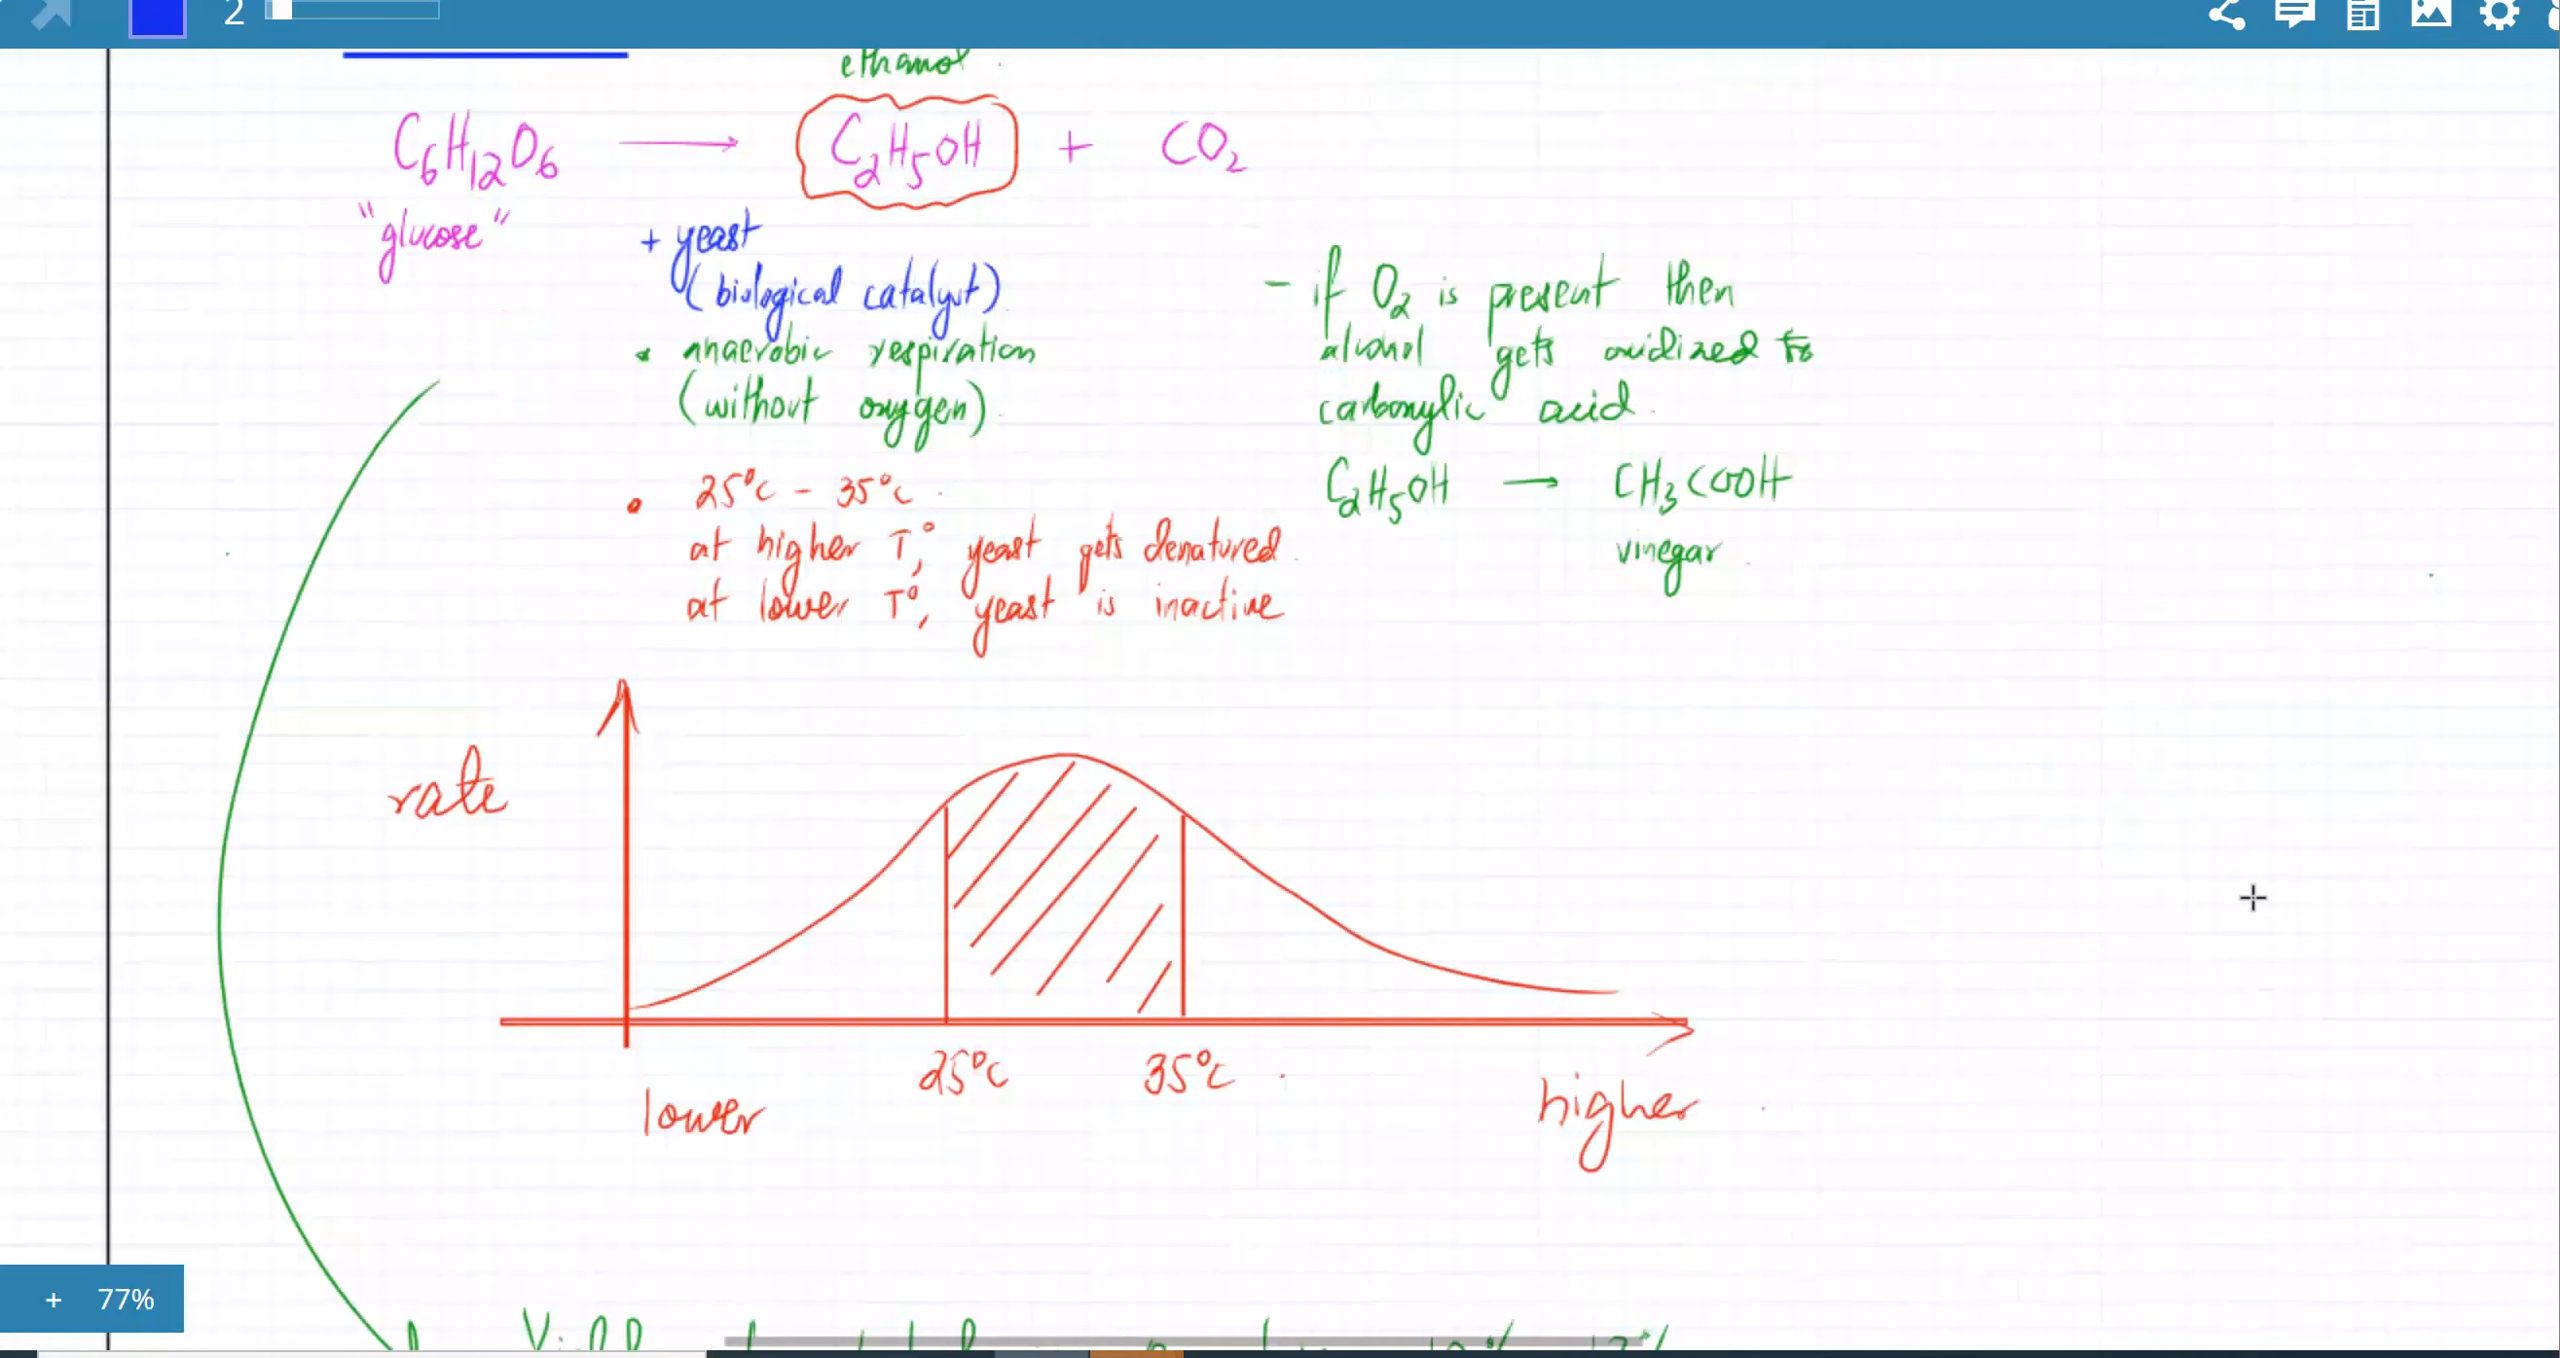 2
ethanol
C6H12O6 → C2H5OH + CO2
"glucose"
+ yeast
(biological catalyst)
• anaerobic respiration
(without oxygen)
• 25°C - 35°C
at higher T°, yeast gets denatured
at lower T°, yeast is inactive
- if O2 is present then
alcohol gets oxidized to
carboxylic acid
C2H5OH → CH3COOH
vinegar
rate
25°C 35°C
lower higher
+ 77%